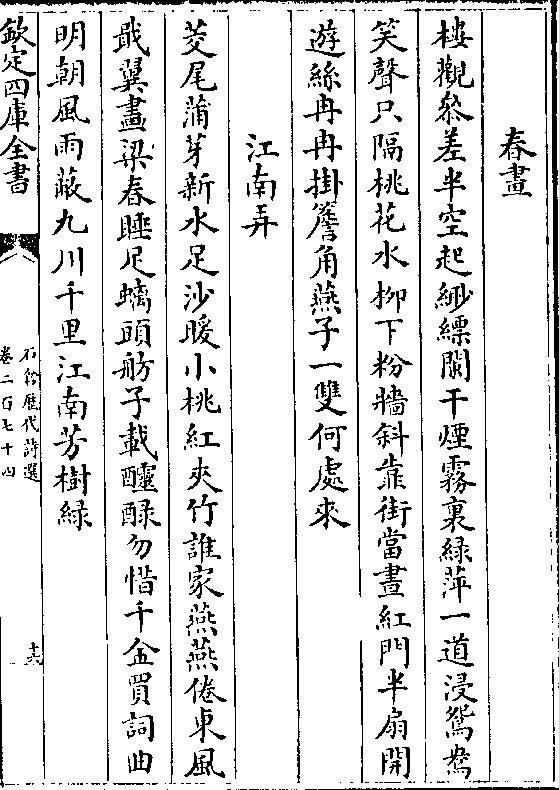 春晝
樓觀叅差半空起緲縹闌干煙霧裏緑萍一道浸鴛鴦
笑聲只隔桃花水栁下粉牆斜靠街當晝紅門半扇開
遊絲冉冉掛簷角燕子一雙何處來
江南弄
茭尾蒲芽新水足沙暖小桃紅夾竹誰家燕燕倦東風
戢翼畫梁春睡足螭頭舫子載醽醁勿惜千金買詞曲
明朝風雨蔽九川千里江南芳樹緑
欽定四庫全書
石倉歴代詩選
卷二百七十四
十六